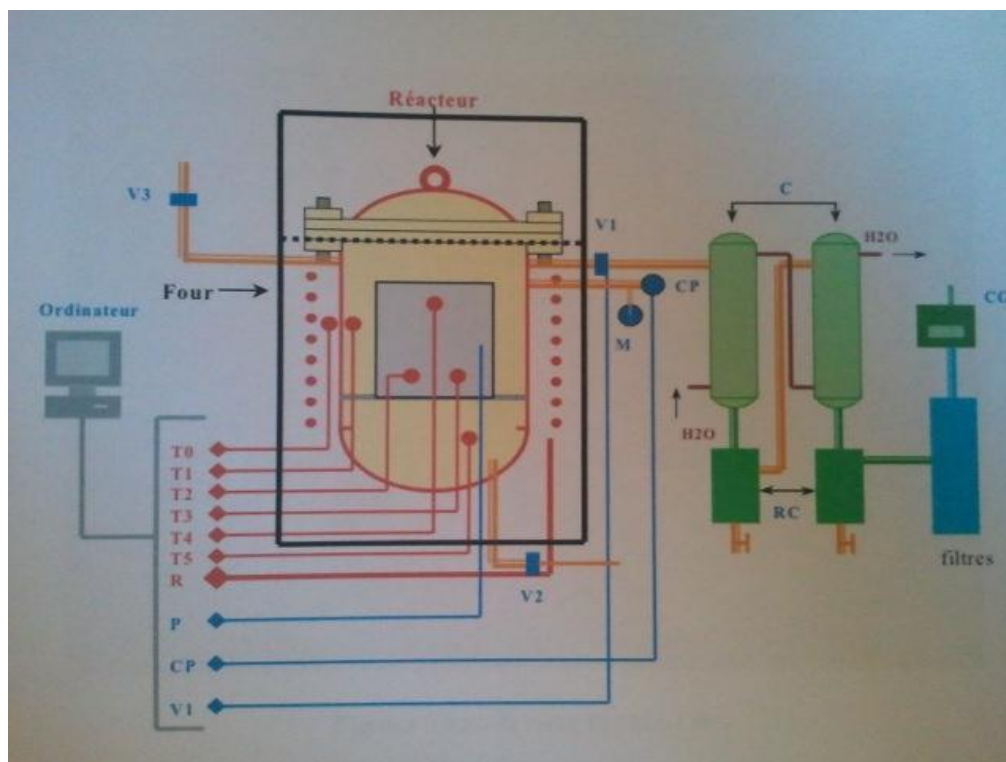 Réacteur
V3
C
V1
H2O
Four
CP
Ordinateur
M
H2O
T0
T1
T2
T3
T4
T5
R
RC
filtres
V2
P
CP
V1